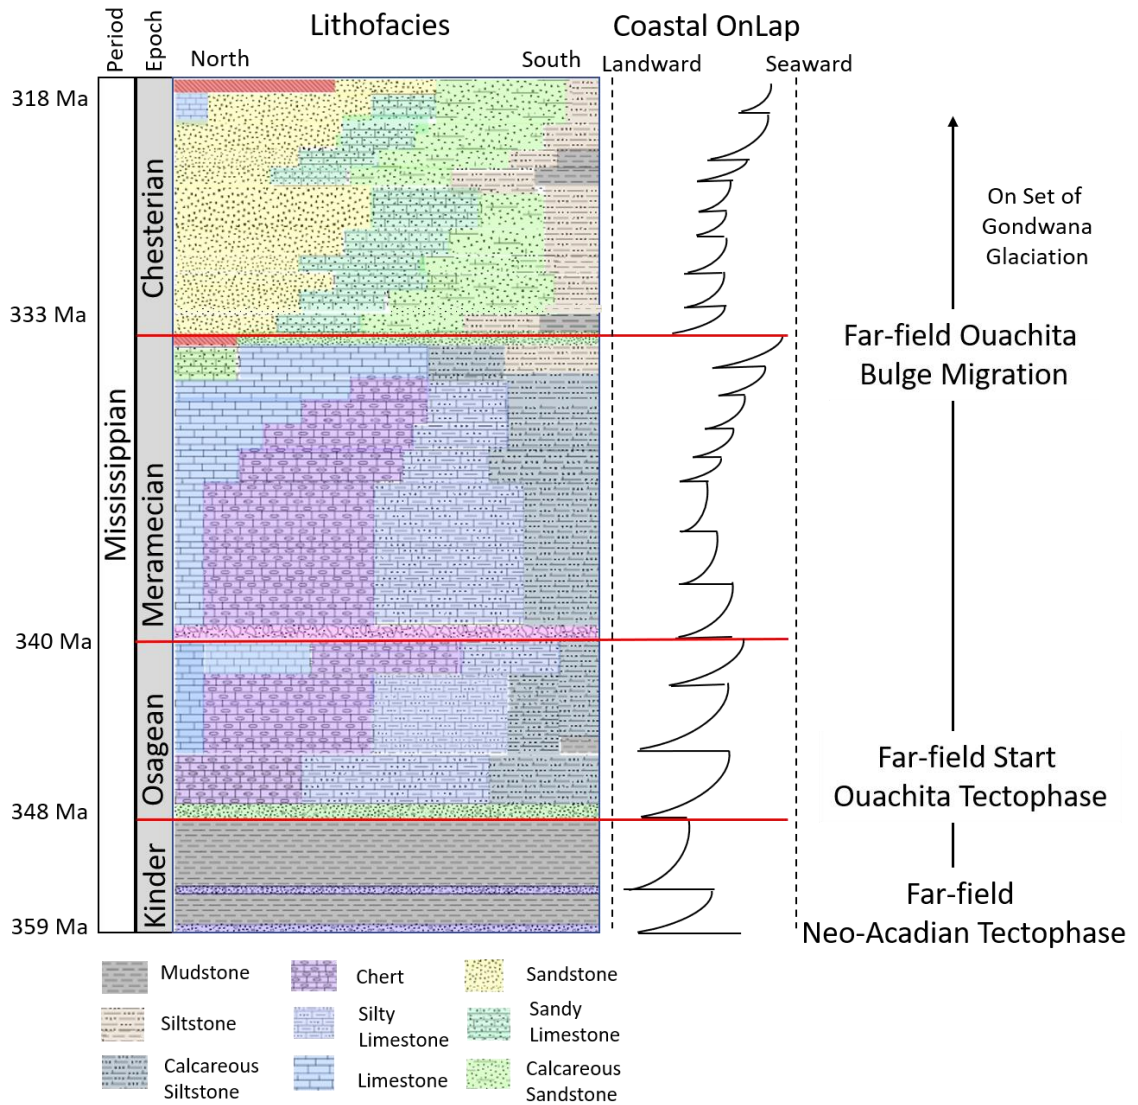 Lithofacies
Coastal OnLap
Period
Epoch
North
South
Landward
Seaward
318 Ma
333 Ma
340 Ma
348 Ma
359 Ma
Mississippian
Chesterian
Meramecian
Osagean
Kinder
On Set of
Gondwana
Glaciation
Far-field Ouachita
Bulge Migration
Far-field Start
Ouachita Tectophase
Far-field
Neo-Acadian Tectophase
Mudstone
Siltstone
Calcareous
Siltstone
Chert
Silty
Limestone
Limestone
Sandstone
Sandy
Limestone
Calcareous
Sandstone